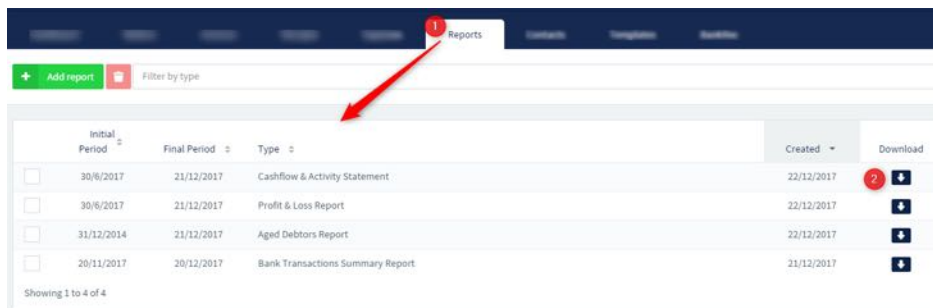 1
Reports
+ Add report
Filter by type
Initial Period Final Period Type Created Download
30/6/2017 21/12/2017 Cashflow & Activity Statement 22/12/2017 2
30/6/2017 21/12/2017 Profit & Loss Report 22/12/2017
31/12/2014 21/12/2017 Aged Debtors Report 22/12/2017
20/11/2017 20/12/2017 Bank Transactions Summary Report 21/12/2017
Showing 1 to 4 of 4